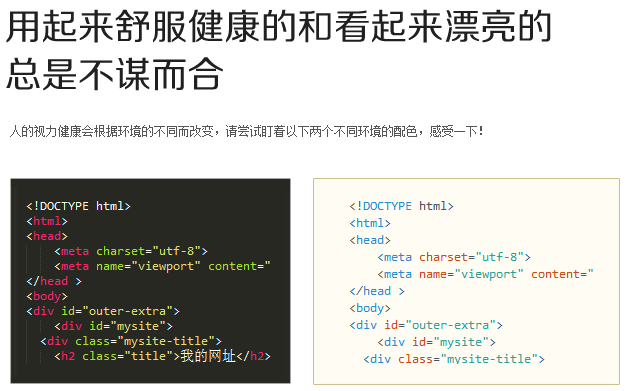 用起来舒服健康的和看起来漂亮的
总是不谋而合
人的视力健康会根据环境的不同而改变，请尝试盯着以下两个不同环境的配色，感受一下！
<!DOCTYPE html>
<html>
<head>
<meta charset="utf-8">
<meta name="viewport" content="
</head >
<body>
<div id="outer-extra">
<div id="mysite">
<div class="mysite-title">
<h2 class="title">我的网址</h2>
<!DOCTYPE html>
<html>
<head>
<meta charset="utf-8">
<meta name="viewport" content="
</head >
<body>
<div id="outer-extra">
<div id="mysite">
<div class="mysite-title">